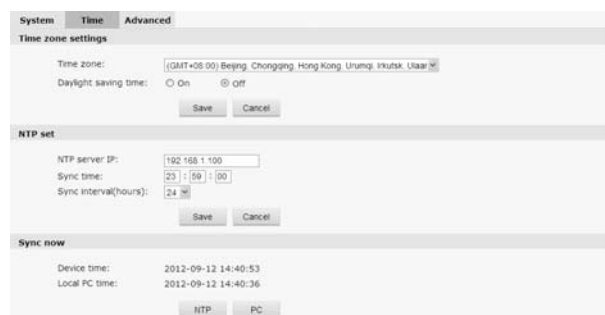 System Time Advanced
Time zone settings
Time zone: (GMT+08:00) Beijing. Chongqing. Hong Kong. Urumqi. Irkutsk. Ulaar
Daylight saving time: On Off
Save Cancel
NTP set
NTP server IP: 192.168.1.100
Sync time: 23 : 59 : 00
Sync interval(hours): 24
Save Cancel
Sync now
Device time: 2012-09-12 14:40:53
Local PC time: 2012-09-12 14:40:36
NTP PC